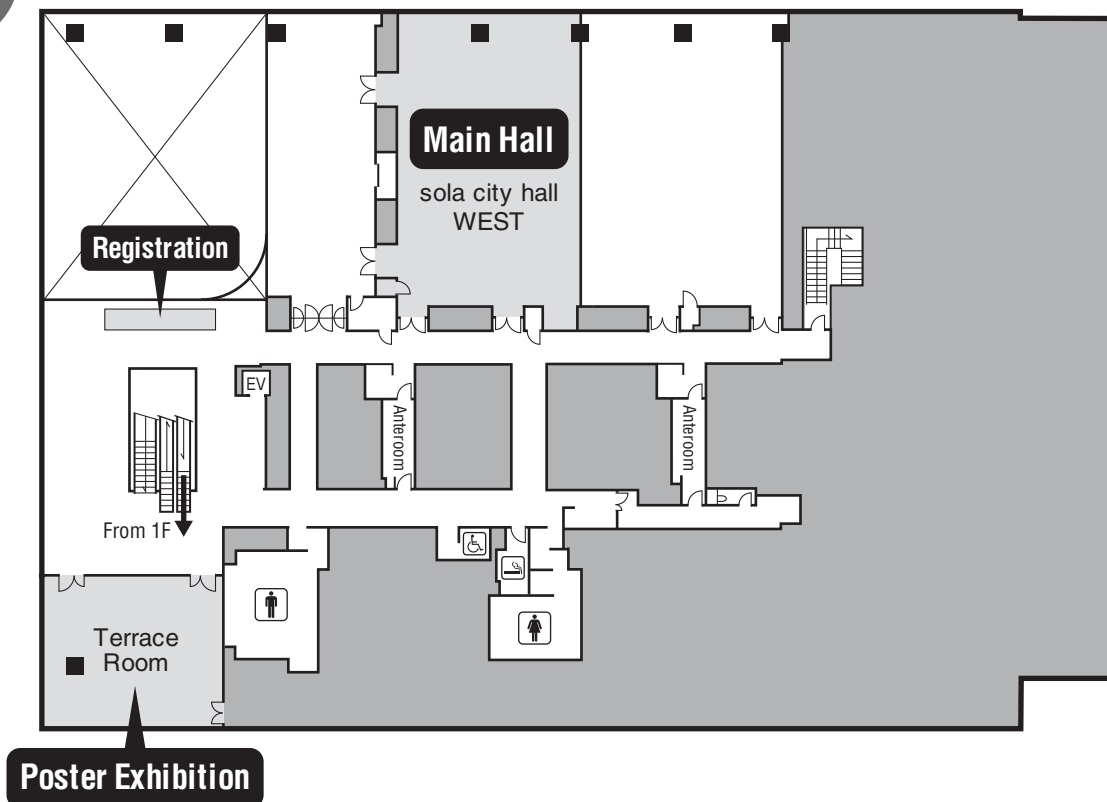 Main Hall
sola city hall
WEST
Registration
EV
Anteroom
Anteroom
From 1F
Terrace
Room
Poster Exhibition